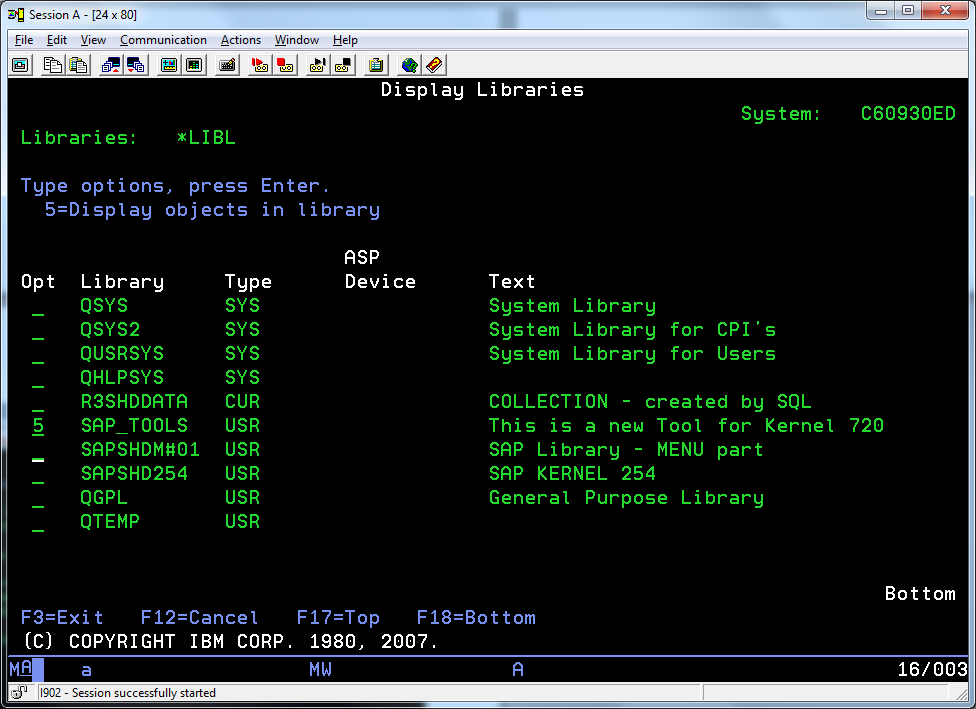 Session A - [24 x 80]
File Edit View Communication Actions Window Help
Display Libraries
System: C60930ED
Libraries: *LIBL
Type options, press Enter.
5=Display objects in library
ASP
Opt Library Type Device Text
_ QSYS SYS System Library
_ QSYS2 SYS System Library for CPI's
_ QUSRSYS SYS System Library for Users
_ QHLPSYS SYS
_ R3SHDDATA CUR COLLECTION - created by SQL
5 SAP_TOOLS USR This is a new Tool for Kernel 720
_ SAPSHDM#01 USR SAP Library - MENU part
_ SAPSHD254 USR SAP KERNEL 254
_ QGPL USR General Purpose Library
_ QTEMP USR
Bottom
F3=Exit F12=Cancel F17=Top F18=Bottom
(C) COPYRIGHT IBM CORP. 1980, 2007.
MA a MW A 16/003
I902 - Session successfully started